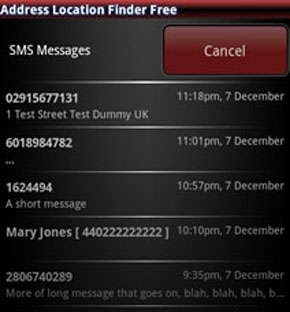 Address Location Finder Free
SMS Messages
Cancel
02915677131 11:18pm, 7 December
1 Test Street Test Dummy UK
6018984782 11:01pm, 7 December
,,,
1624494 10:57pm, 7 December
A short message
Mary Jones [ 440222222222 ] 10:10pm, 7 December
2806740289 9:35pm, 7 December
More of long message that goes on, blah, blah, blah, b...